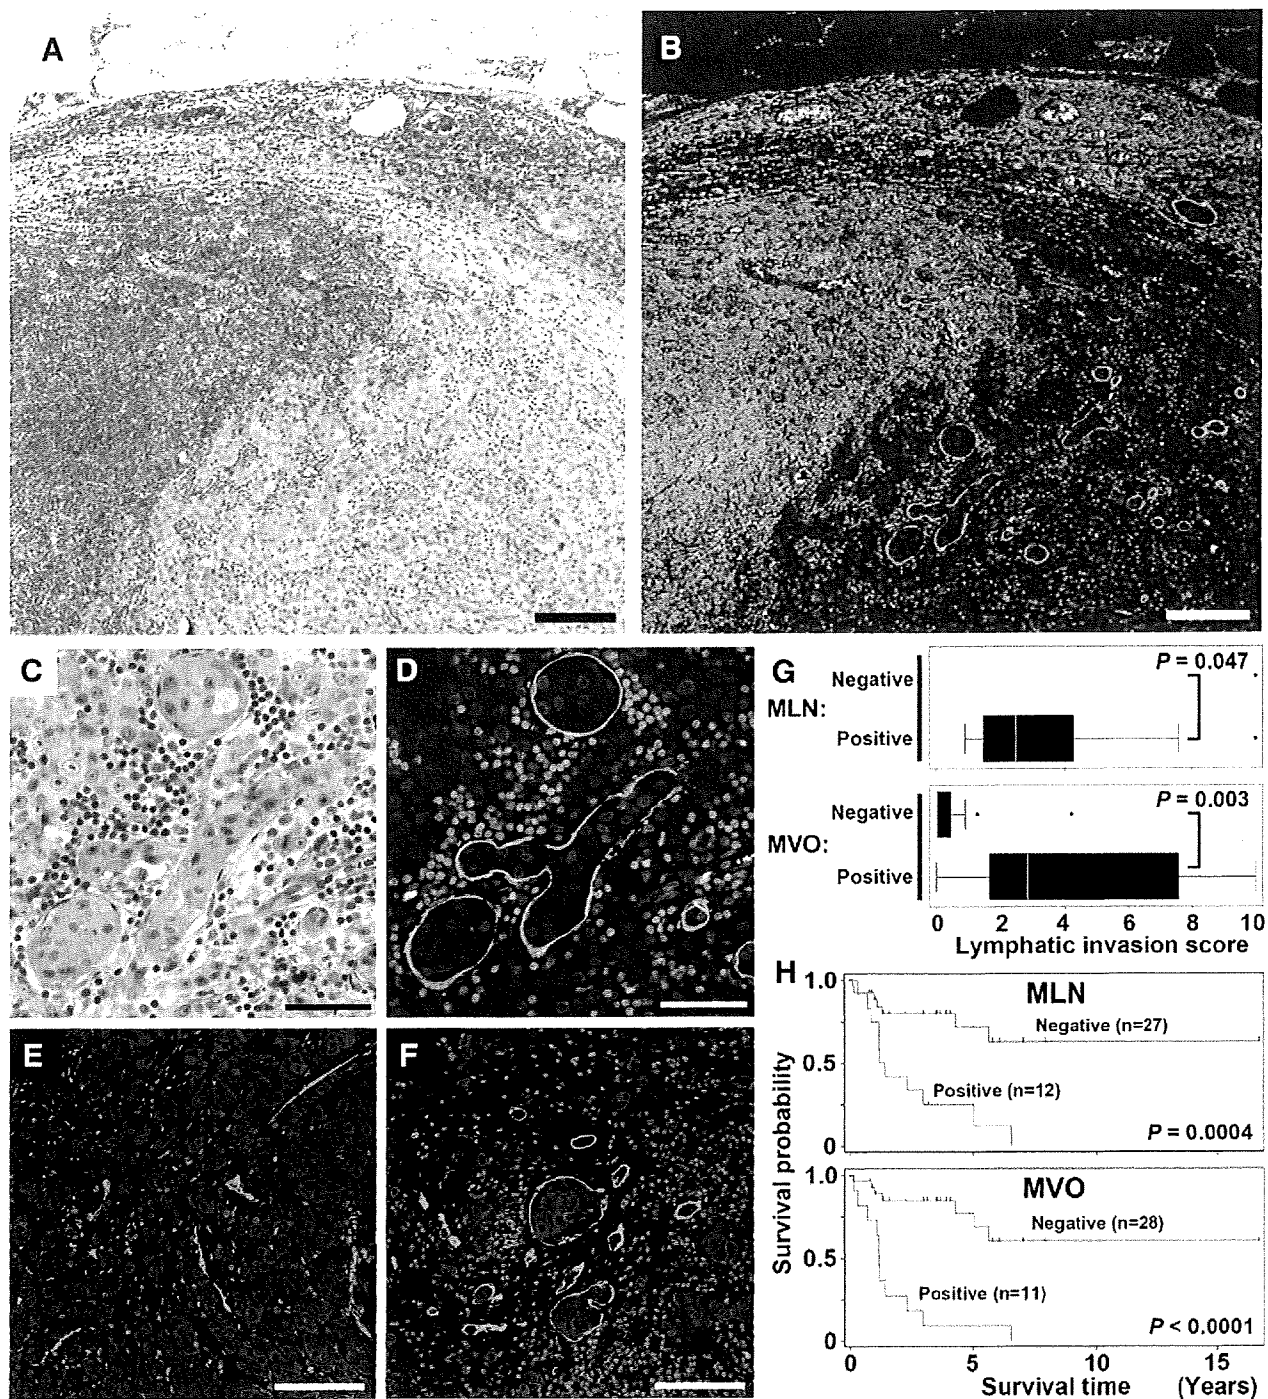 A
B
C
D
E
F
G
MLN:
Negative
Positive
P = 0.047
MVO:
Negative
Positive
P = 0.003
0 2 4 6 8 10
Lymphatic invasion score
H
Survival probability
1.0
0.5
0
MLN
Negative (n=27)
Positive (n=12)
P = 0.0004
1.0
0.5
0
MVO
Negative (n=28)
Positive (n=11)
P < 0.0001
0 5 10 15
Survival time (Years)